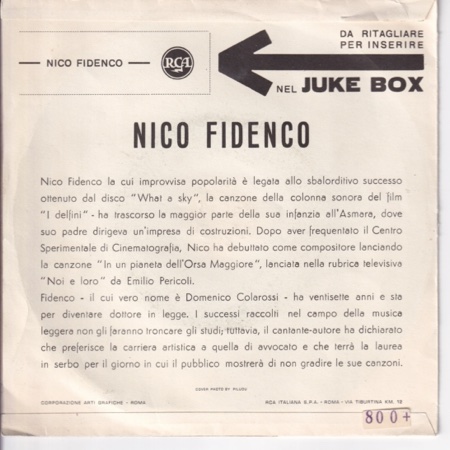 DA RITAGLIARE
PER INSERIRE
NICO FIDENCO RCA
NEL JUKE BOX
NICO FIDENCO
Nico Fidenco la cui improvvisa popolarità è legata allo sbalorditivo successo
ottenuto dal disco "What a sky", la canzone della colonna sonora del film
"I delfini" - ha trascorso la maggior parte della sua infanzia all'Asmara, dove
suo padre dirigeva un'impresa di costruzioni. Dopo aver frequentato il Centro
Sperimentale di Cinematografia, Nico ha debuttato come compositore lanciando
la canzone "In un pianeta dell'Orsa Maggiore", lanciata nella rubrica televisiva
"Noi e loro" da Emilio Pericoli.
Fidenco - il cui vero nome è Domenico Colarossi - ha ventisette anni e sta
per diventare dottore in legge. I successi raccolti nel campo della musica
leggera non gli faranno troncare gli studi; tuttavia, il cantante-autore ha dichiarato
che preferisce la carriera artistica a quella di avvocato e che terrà la laurea
in serbo per il giorno in cui il pubblico mostrerà di non gradire le sue canzoni.
COVER PHOTO BY PILUDU
CORPORAZIONE ARTI GRAFICHE - ROMA
RCA ITALIANA S.P.A. - ROMA - VIA TIBURTINA KM. 12
800+